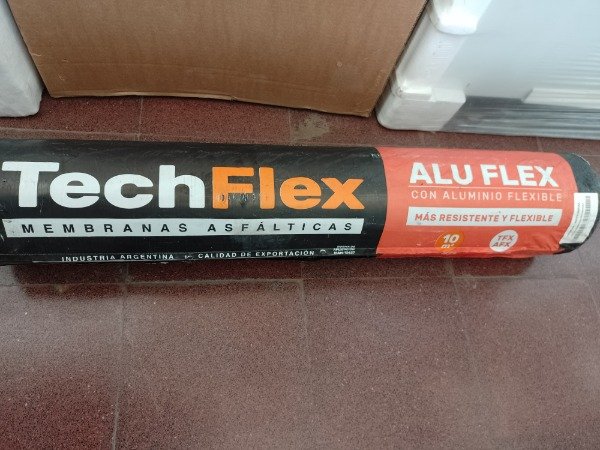 TechFlex
MEMBRANAS ASFÁLTICAS
INDUSTRIA ARGENTINA
CALIDAD DE EXPORTACIÓN
ALU FLEX
CON ALUMINIO FLEXIBLE
MÁS RESISTENTE Y FLEXIBLE
10
m²
TFX
AFX